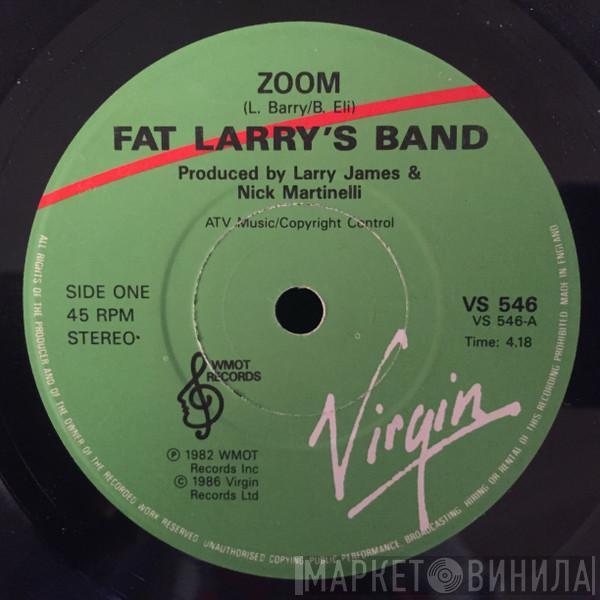 ZOOM
(L. Barry/B. Eli)
FAT LARRY'S BAND
Produced by Larry James &
Nick Martinelli
ATV Music/Copyright Control
SIDE ONE
45 RPM
STEREO
VS 546
VS 546-A
Time: 4.18
WMOT
RECORDS
Ⓟ 1982 WMOT
Records Inc
© 1986 Virgin
Records Ltd
Virgin
ALL RIGHTS OF THE PRODUCER AND OF THE OWNER OF THE RECORDED WORK RESERVED. UNAUTHORISED COPYING PUBLIC PERFORMANCE, BROADCASTING, HIRING OR RENTAL OF THIS RECORDING PROHIBITED. MADE IN ENGLAND
МАРКЕТ ВИНИЛА